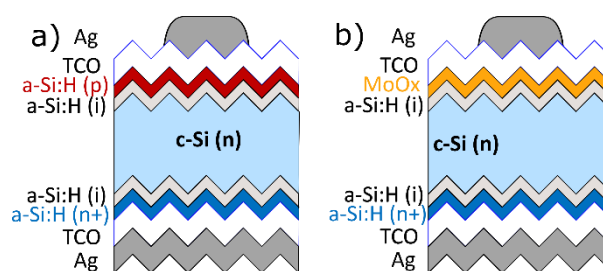 a)
Ag
TCO
a-Si:H (p)
a-Si:H (i)
c-Si (n)
a-Si:H (i)
a-Si:H (n+)
TCO
Ag
b)
Ag
TCO
MoOx
a-Si:H (i)
c-Si (n)
a-Si:H (i)
a-Si:H (n+)
TCO
Ag